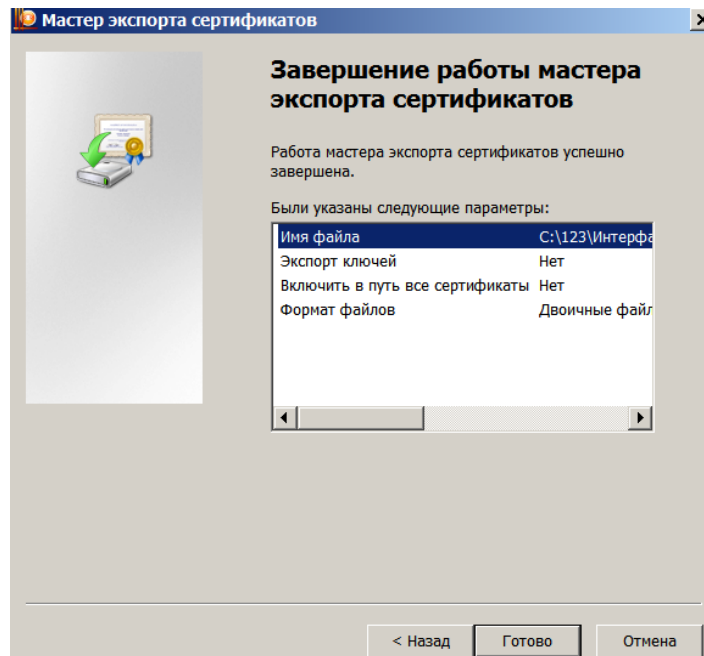 Мастер экспорта сертификатов
Завершение работы мастера
экспорта сертификатов
Работа мастера экспорта сертификатов успешно
завершена.
Были указаны следующие параметры:
Имя файла C:\123\Интерфе
Экспорт ключей Нет
Включить в путь все сертификаты Нет
Формат файлов Двоичные файл
< Назад Готово Отмена